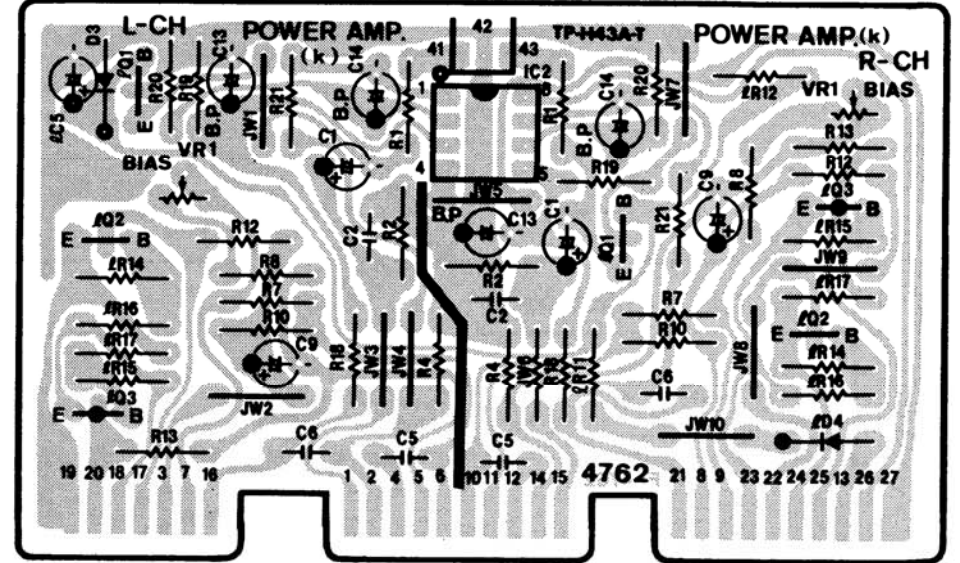 L-CH
POWER AMP.
(k)
42
41
43
TP-H43A-T
POWER AMP.(k)
R-CH
D3
ℓQ1
B
E
R20
R19
C13
B.P
JW1
R21
C14
B.P
R1
1
IC2
8
R1
C14
B.P
R20
JW7
ℓR12
VR1
BIAS
ℓC5
VR1
BIAS
C1
4
5
R19
R13
R12
ℓQ3
E
B
JW5
B.P
C13
C1
B
ℓQ1
E
R21
C9
R8
ℓR15
JW9
ℓR17
ℓQ2
E
B
R12
C2
R2
R2
C2
ℓR14
R8
R7
R10
ℓR16
ℓR17
ℓR15
C9
R18
JW3
JW4
R4
R4
JW6
R18
ℓR11
R7
R10
JW8
ℓQ2
E
B
ℓR14
ℓR16
ℓQ3
E
B
JW2
C6
JW10
ℓD4
R13
C6
C5
C5
19 20 18 17 3 7 16
1 2 4 5 6
10 11 12 14 15
4762
21 8 9 23 22 24 25 13 26 27